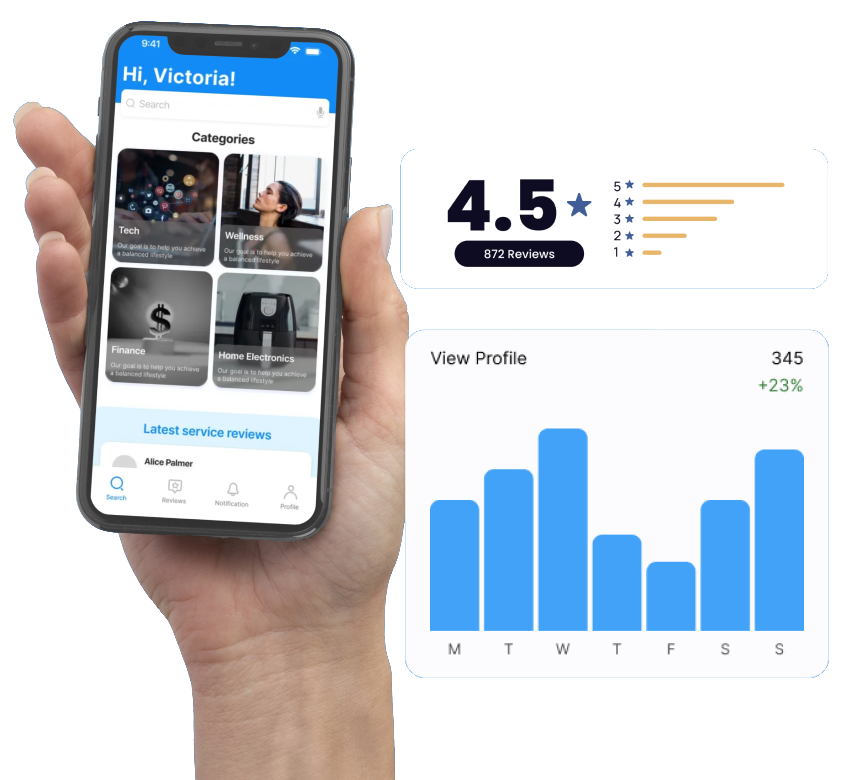 9:41
Hi, Victoria!
Search
Categories
Tech
Our goal is to help you achieve
a balanced lifestyle
Wellness
Our goal is to help you achieve
a balanced lifestyle
Finance
Our goal is to help you achieve
a balanced lifestyle
Home Electronics
Our goal is to help you achieve
a balanced lifestyle
Latest service reviews
Alice Palmer
Search
Reviews
Notification
Profile
4.5
872 Reviews
5
4
3
2
1
View Profile
345
+23%
M T W T F S S